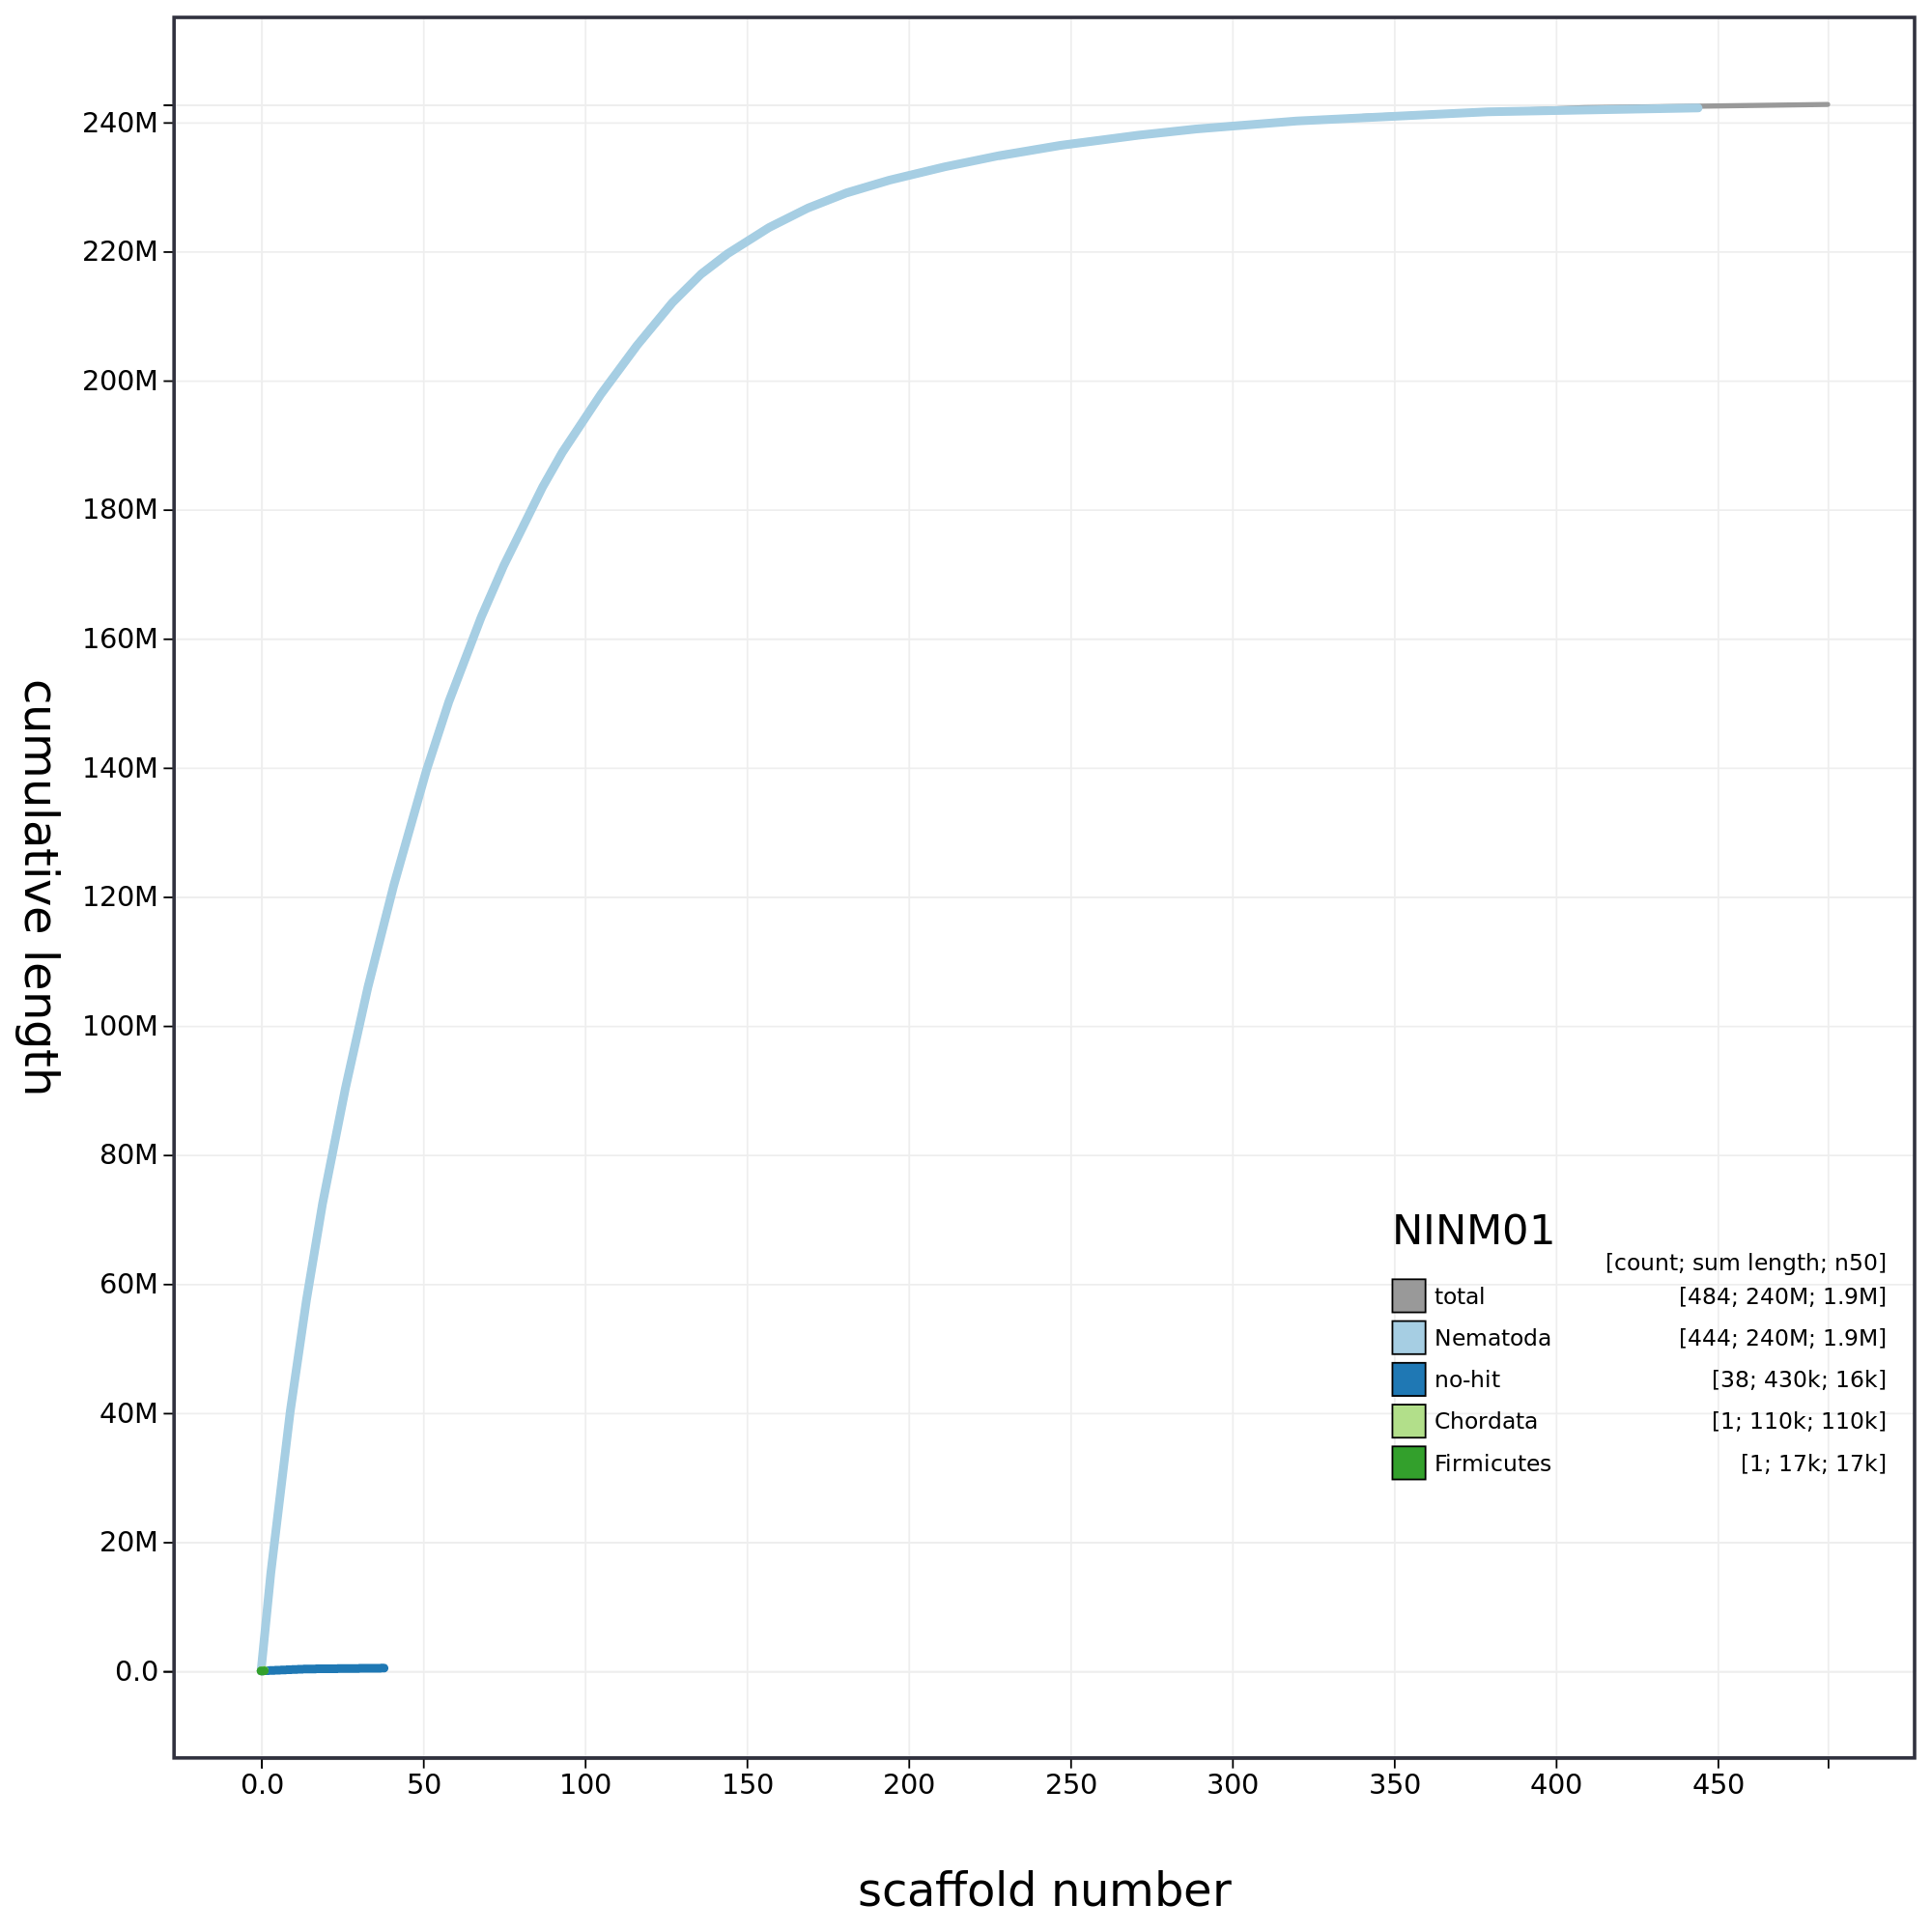 240M
220M
200M
180M
160M
140M
120M
100M
80M
60M
40M
20M
0.0
cumulative length
NINM01
[count; sum length; n50]
total [484; 240M; 1.9M]
Nematoda [444; 240M; 1.9M]
no-hit [38; 430k; 16k]
Chordata [1; 110k; 110k]
Firmicutes [1; 17k; 17k]
0.0 50 100 150 200 250 300 350 400 450
scaffold number